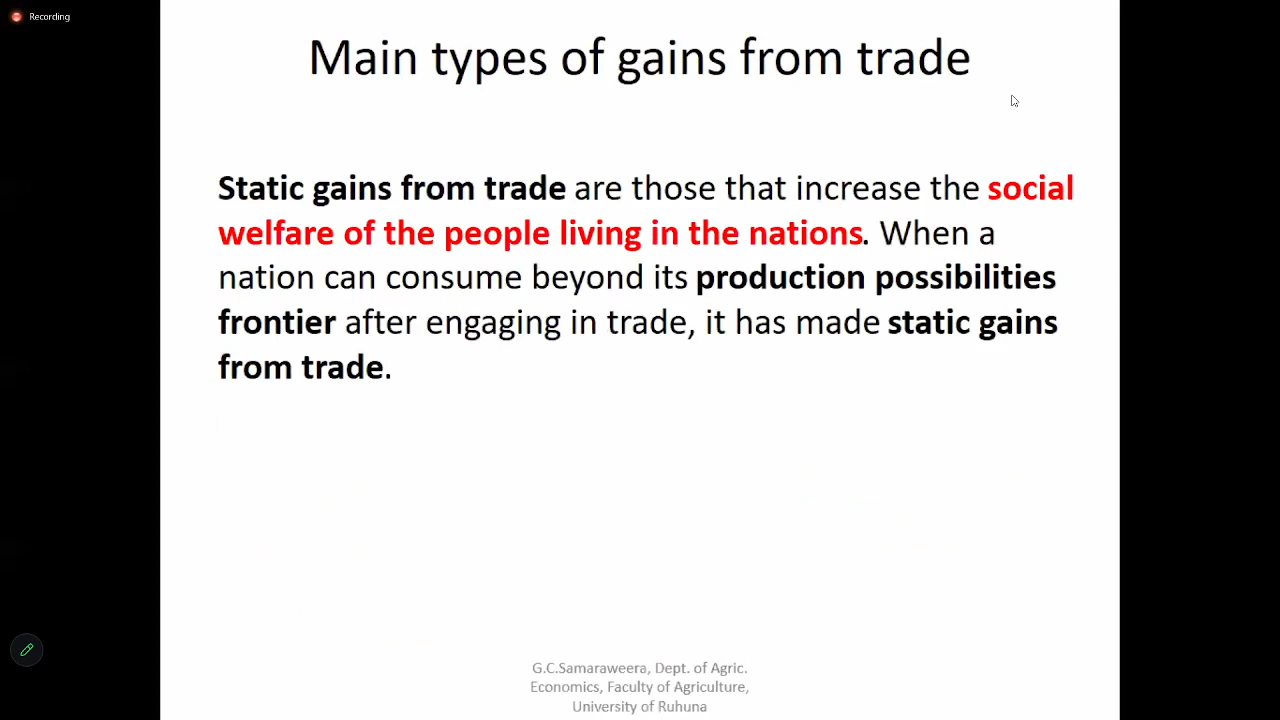 Recording
Main types of gains from trade
Static gains from trade are those that increase the social
welfare of the people living in the nations. When a
nation can consume beyond its production possibilities
frontier after engaging in trade, it has made static gains
from trade.
G.C.Samaraweera, Dept. of Agric.
Economics, Faculty of Agriculture,
University of Ruhuna